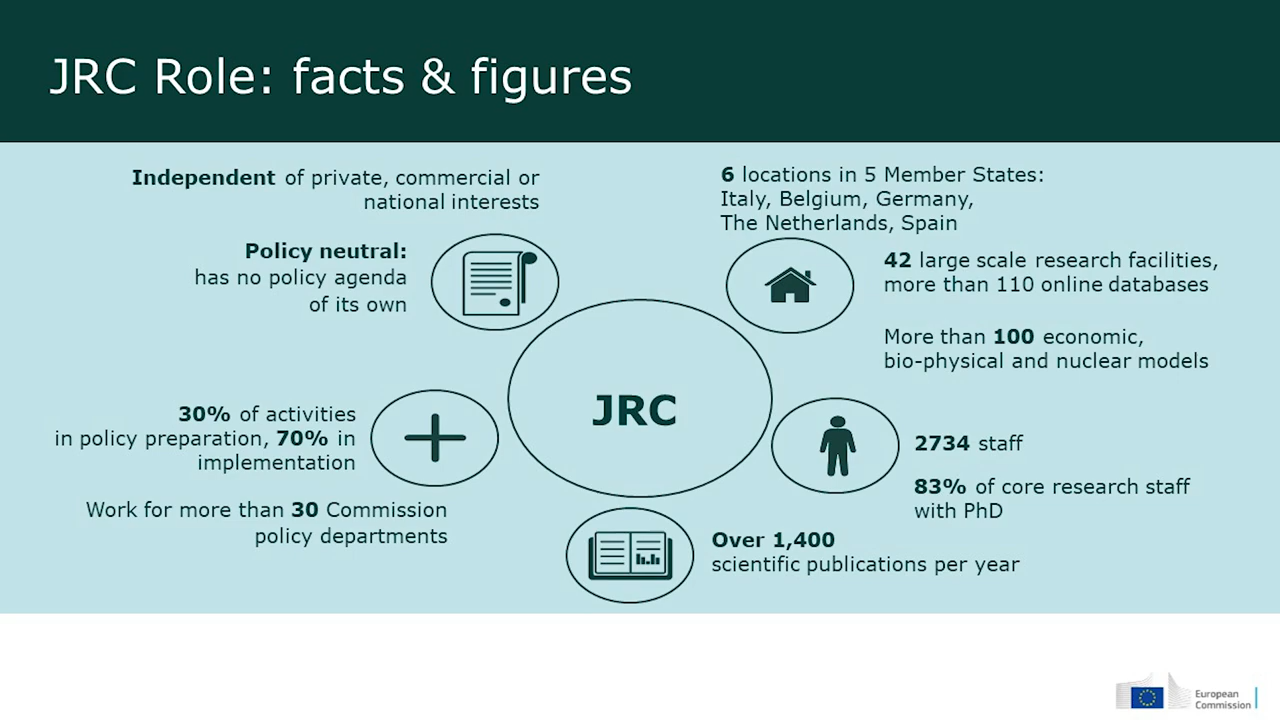 JRC Role: facts & figures
Independent of private, commercial or
national interests
Policy neutral:
has no policy agenda
of its own
6 locations in 5 Member States:
Italy, Belgium, Germany,
The Netherlands, Spain
42 large scale research facilities,
more than 110 online databases
More than 100 economic,
bio-physical and nuclear models
JRC
30% of activities
in policy preparation, 70% in
implementation
Work for more than 30 Commission
policy departments
2734 staff
83% of core research staff
with PhD
Over 1,400
scientific publications per year
European
Commission